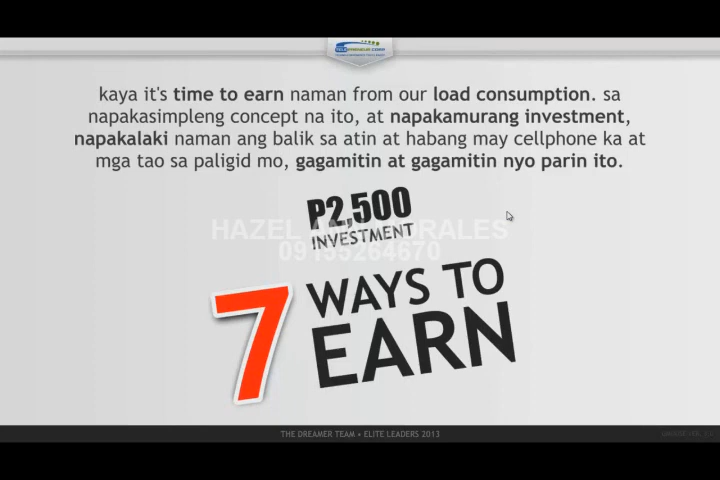 kaya it's time to earn naman from our load consumption. sa
napakasimpleng concept na ito, at napakamurang investment,
napakalaki naman ang balik sa atin at habang may cellphone ka at
mga tao sa paligid mo, gagamitin at gagamitin nyo parin ito.
P2,500
INVESTMENT
7 WAYS TO
EARN
THE DREAMER TEAM • ELITE LEADERS 2013